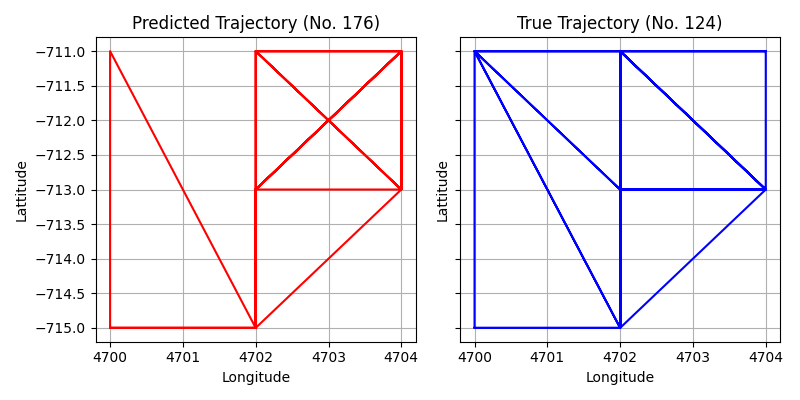 Predicted Trajectory (No. 176)
True Trajectory (No. 124)
Lattitude
−711.0
−711.5
−712.0
−712.5
−713.0
−713.5
−714.0
−714.5
−715.0
4700 4701 4702 4703 4704
Longitude
Lattitude
4700 4701 4702 4703 4704
Longitude